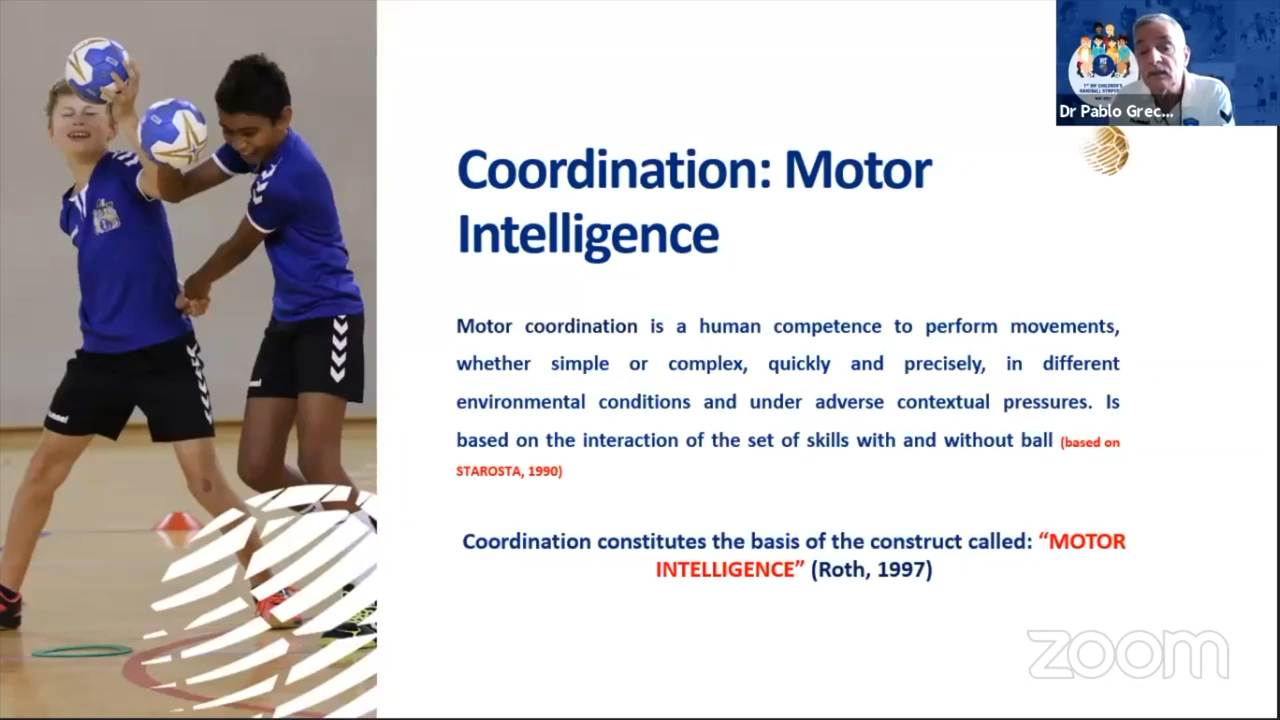 Coordination: Motor
Intelligence
Motor coordination is a human competence to perform movements,
whether simple or complex, quickly and precisely, in different
environmental conditions and under adverse contextual pressures. Is
based on the interaction of the set of skills with and without ball (based on
STAROSTA, 1990)
Coordination constitutes the basis of the construct called: “MOTOR
INTELLIGENCE” (Roth, 1997)
Dr Pablo Grec...
zoom